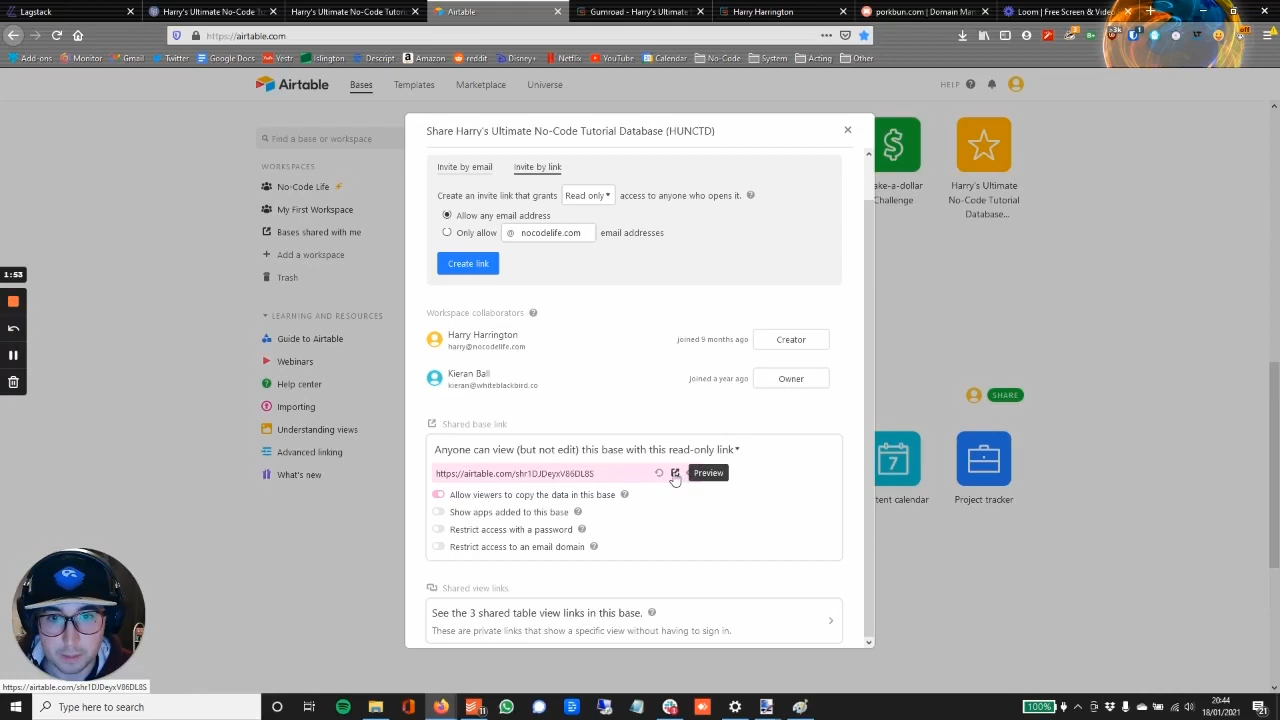 Lagstack
Harry's Ultimate No-Code Tu
Harry's Ultimate No-Code Tutori
Airtable
Gumroad - Harry's Ultimate N
Harry Harrington
porkbun.com | Domain Mar
Loom | Free Screen & Video
https://airtable.com
Add-ons
Monitor
Gmail
Twitter
Google Docs
Yestr
Islington
Descript
Amazon
reddit
Disney+
Netflix
YouTube
Calendar
No-Code
System
Acting
Other
Airtable
Bases
Templates
Marketplace
Universe
HELP
Find a base or workspace
WORKSPACES
No-Code Life
My First Workspace
Bases shared with me
Add a workspace
Trash
LEARNING AND RESOURCES
Guide to Airtable
Webinars
Help center
Importing
Understanding views
Advanced linking
What's new
1:53
Share Harry's Ultimate No-Code Tutorial Database (HUNCTD)
Invite by email
Invite by link
Create an invite link that grants Read only access to anyone who opens it.
Allow any email address
Only allow @ nocodelife.com email addresses
Create link
Workspace collaborators
Harry Harrington
harry@nocodelife.com
joined 9 months ago
Creator
Kieran Ball
kieran@whiteblackbird.co
joined a year ago
Owner
Shared base link
Anyone can view (but not edit) this base with this read-only link
https://airtable.com/shr1DJDeyxV86DL8S
Preview
Allow viewers to copy the data in this base
Show apps added to this base
Restrict access with a password
Restrict access to an email domain
Shared view links
See the 3 shared table view links in this base.
These are private links that show a specific view without having to sign in.
ake-a-dollar
Challenge
Harry's Ultimate
No-Code Tutorial
Database...
SHARE
7
tent calendar
Project tracker
https://airtable.com/shr1DJDeyxV86DL8S
Type here to search
11
100%
20:44
18/01/2021